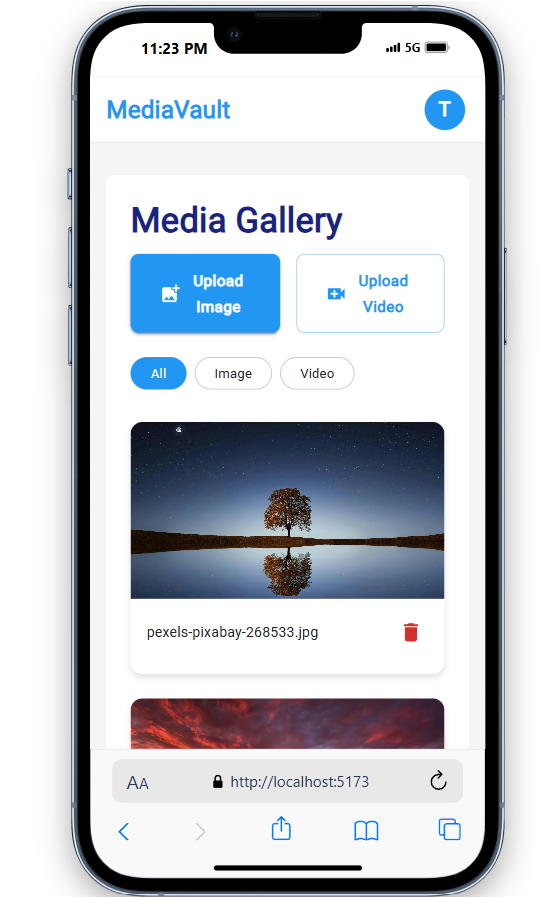 11:23 PM 5G
MediaVault T
Media Gallery
Upload
Image
Upload
Video
All Image Video
pexels-pixabay-268533.jpg
AA http://localhost:5173